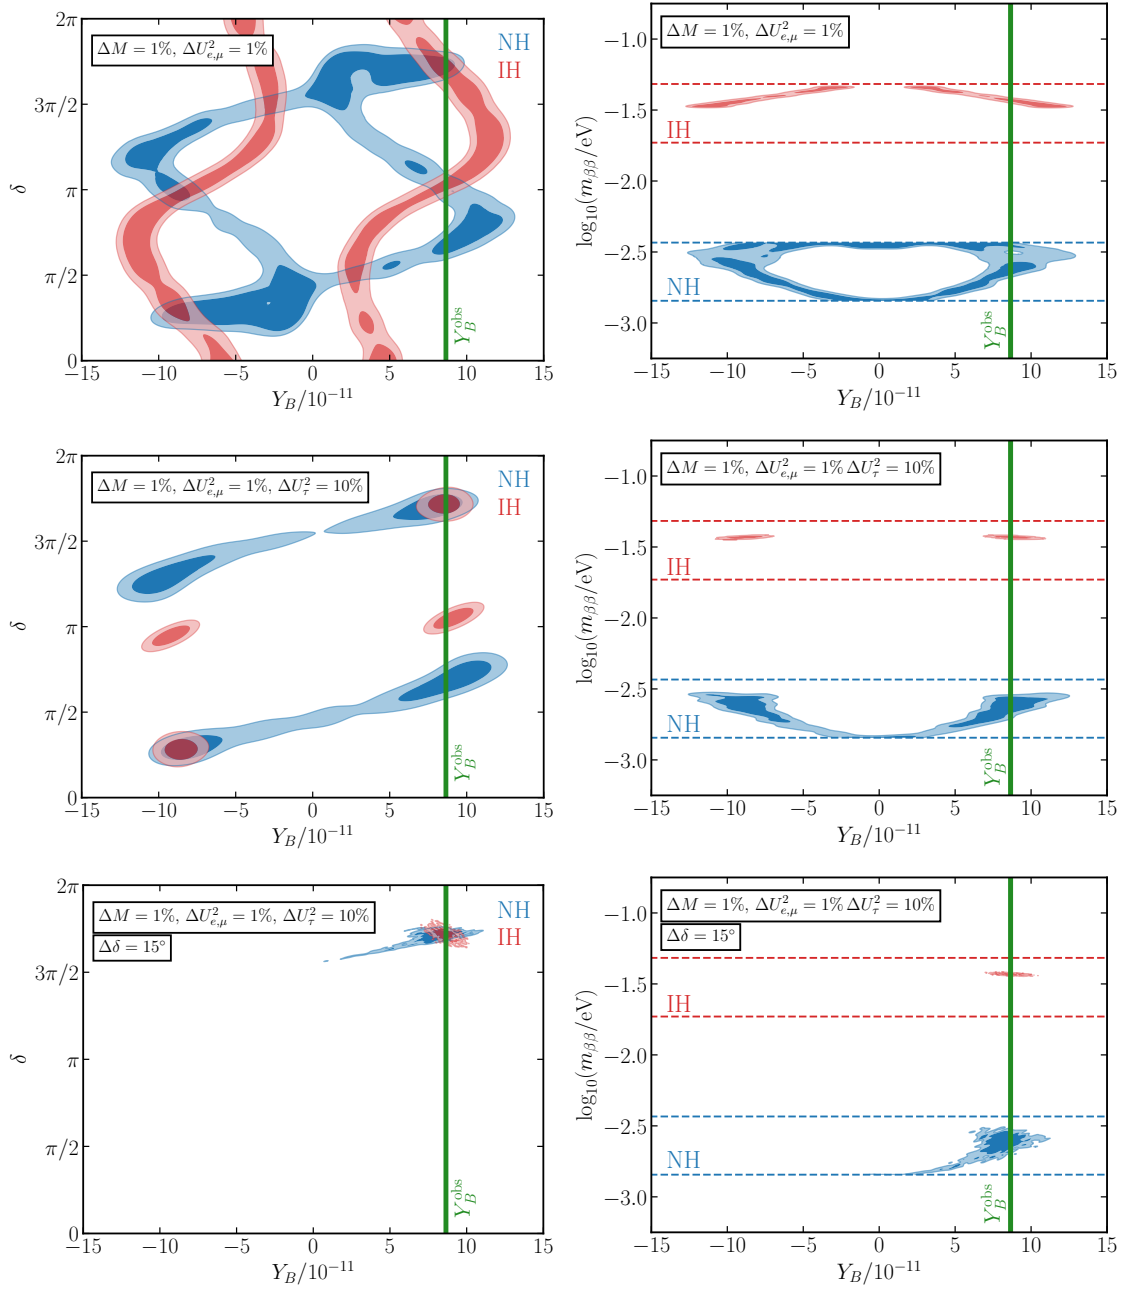 2π
3π/2
π
π/2
0
δ
ΔM = 1%, ΔU²ₑ,μ = 1%
NH
IH
Y_B^obs
−15
−10
−5
0
5
10
15
Y_B/10⁻¹¹
−1.0
−1.5
−2.0
−2.5
−3.0
log₁₀(m_ββ/eV)
ΔM = 1%, ΔU²ₑ,μ = 1%
IH
NH
Y_B^obs
−15
−10
−5
0
5
10
15
Y_B/10⁻¹¹
2π
3π/2
π
π/2
0
δ
ΔM = 1%, ΔU²ₑ,μ = 1%, ΔU²_τ = 10%
NH
IH
Y_B^obs
−15
−10
−5
0
5
10
15
Y_B/10⁻¹¹
−1.0
−1.5
−2.0
−2.5
−3.0
log₁₀(m_ββ/eV)
ΔM = 1%, ΔU²ₑ,μ = 1% ΔU²_τ = 10%
IH
NH
Y_B^obs
−15
−10
−5
0
5
10
15
Y_B/10⁻¹¹
2π
3π/2
π
π/2
0
δ
ΔM = 1%, ΔU²ₑ,μ = 1%, ΔU²_τ = 10%
Δδ = 15°
NH
IH
Y_B^obs
−15
−10
−5
0
5
10
15
Y_B/10⁻¹¹
−1.0
−1.5
−2.0
−2.5
−3.0
log₁₀(m_ββ/eV)
ΔM = 1%, ΔU²ₑ,μ = 1% ΔU²_τ = 10%
Δδ = 15°
IH
NH
Y_B^obs
−15
−10
−5
0
5
10
15
Y_B/10⁻¹¹